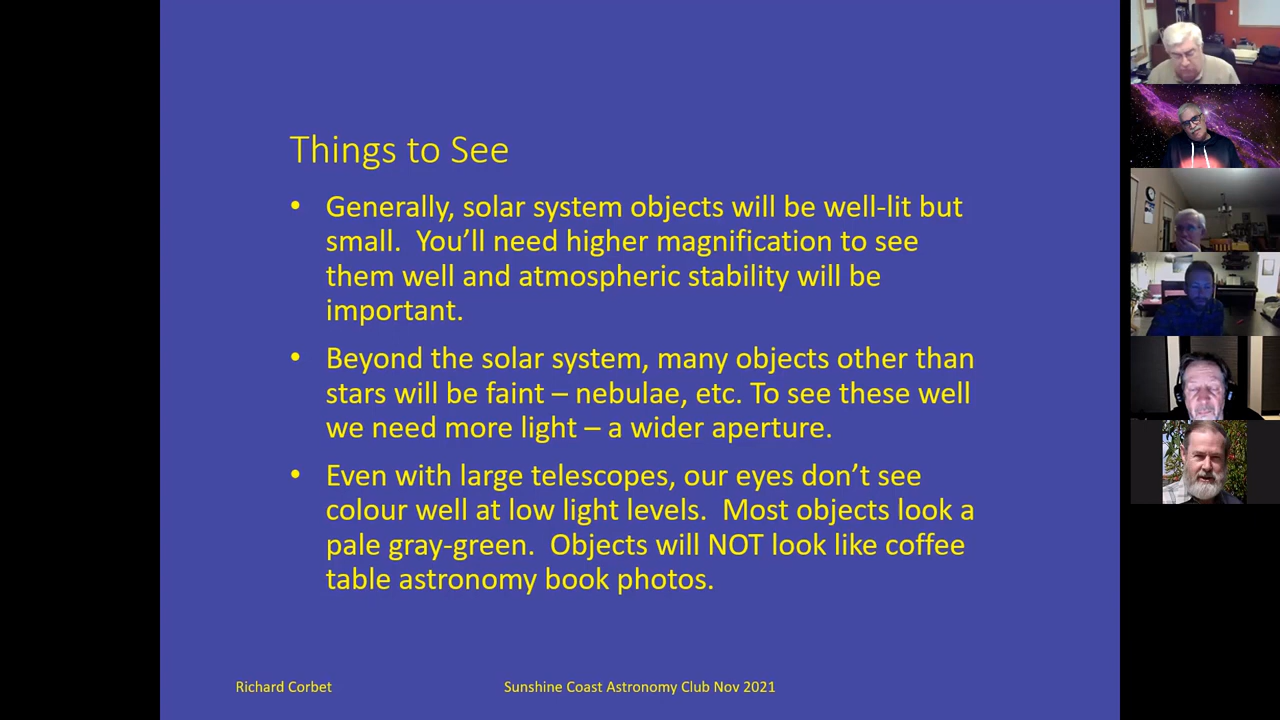 Things to See
• Generally, solar system objects will be well-lit but
small.  You’ll need higher magnification to see
them well and atmospheric stability will be
important.
• Beyond the solar system, many objects other than
stars will be faint – nebulae, etc. To see these well
we need more light – a wider aperture.
• Even with large telescopes, our eyes don’t see
colour well at low light levels.  Most objects look a
pale gray-green.  Objects will NOT look like coffee
table astronomy book photos.
Richard Corbet
Sunshine Coast Astronomy Club Nov 2021